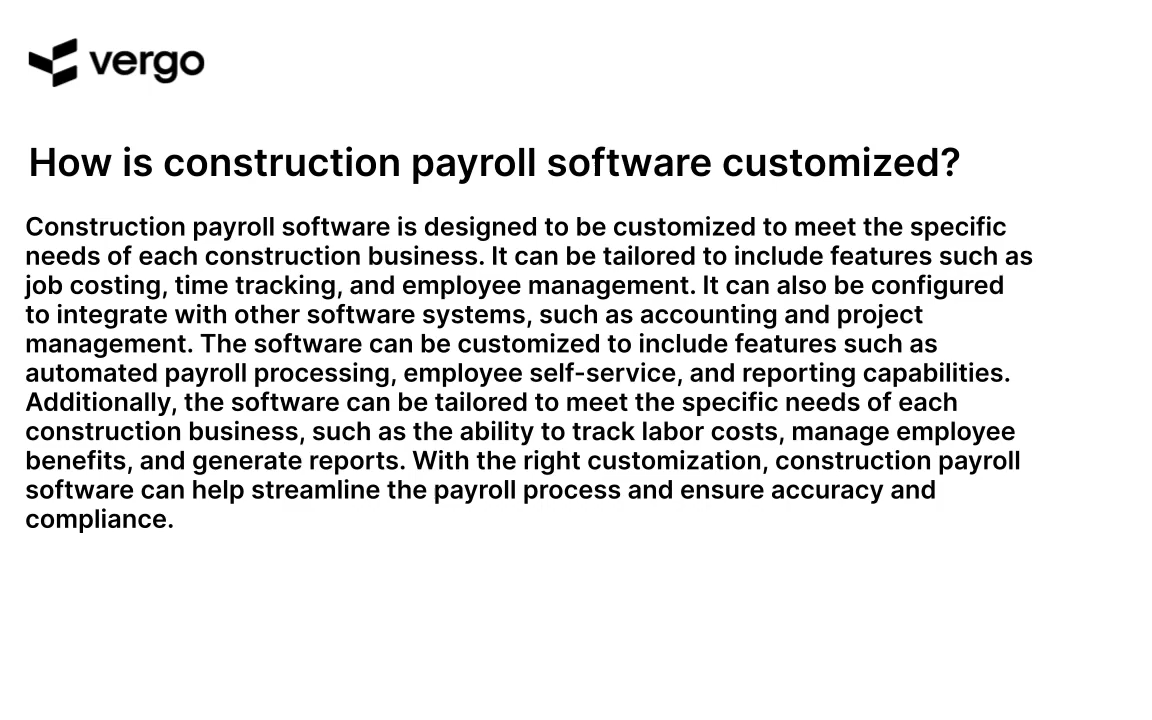 vergo
How is construction payroll software customized?
Construction payroll software is designed to be customized to meet the specific
needs of each construction business. It can be tailored to include features such as
job costing, time tracking, and employee management. It can also be configured
to integrate with other software systems, such as accounting and project
management. The software can be customized to include features such as
automated payroll processing, employee self-service, and reporting capabilities.
Additionally, the software can be tailored to meet the specific needs of each
construction business, such as the ability to track labor costs, manage employee
benefits, and generate reports. With the right customization, construction payroll
software can help streamline the payroll process and ensure accuracy and
compliance.